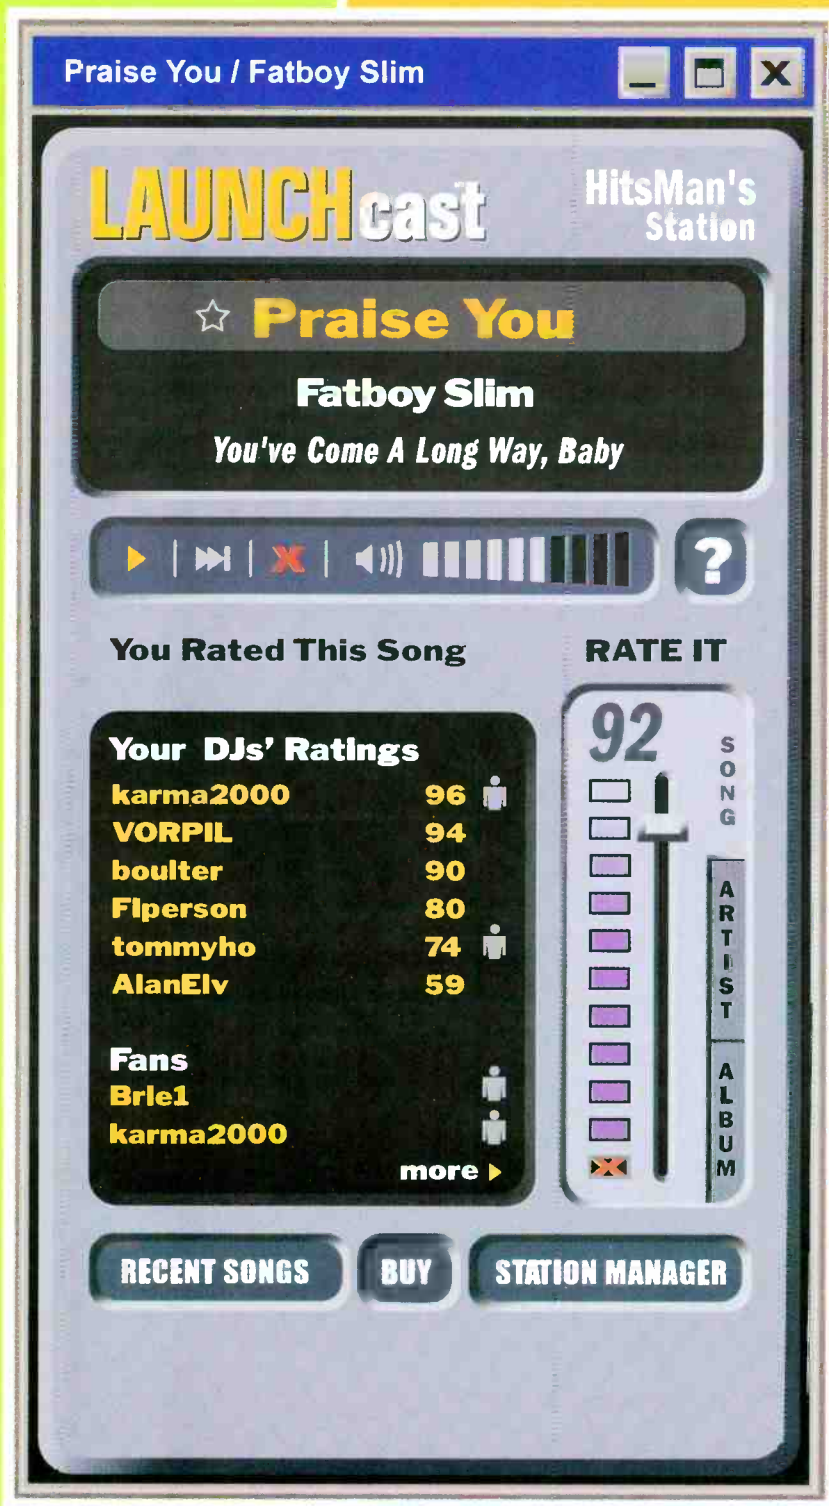 Praise You / Fatboy Slim
LAUNCHcast™
HitsMan's
Station
Praise You
Fatboy Slim
You've Come A Long Way, Baby
?
You Rated This Song
RATE IT
92
SONG
ARTIST
ALBUM
Your DJs' Ratings
karma2000 96
VORPIL 94
boulter 90
Flperson 80
tommyho 74
AlanElv 59
Fans
Brle1
karma2000
more
RECENT SONGS
BUY
STATION MANAGER